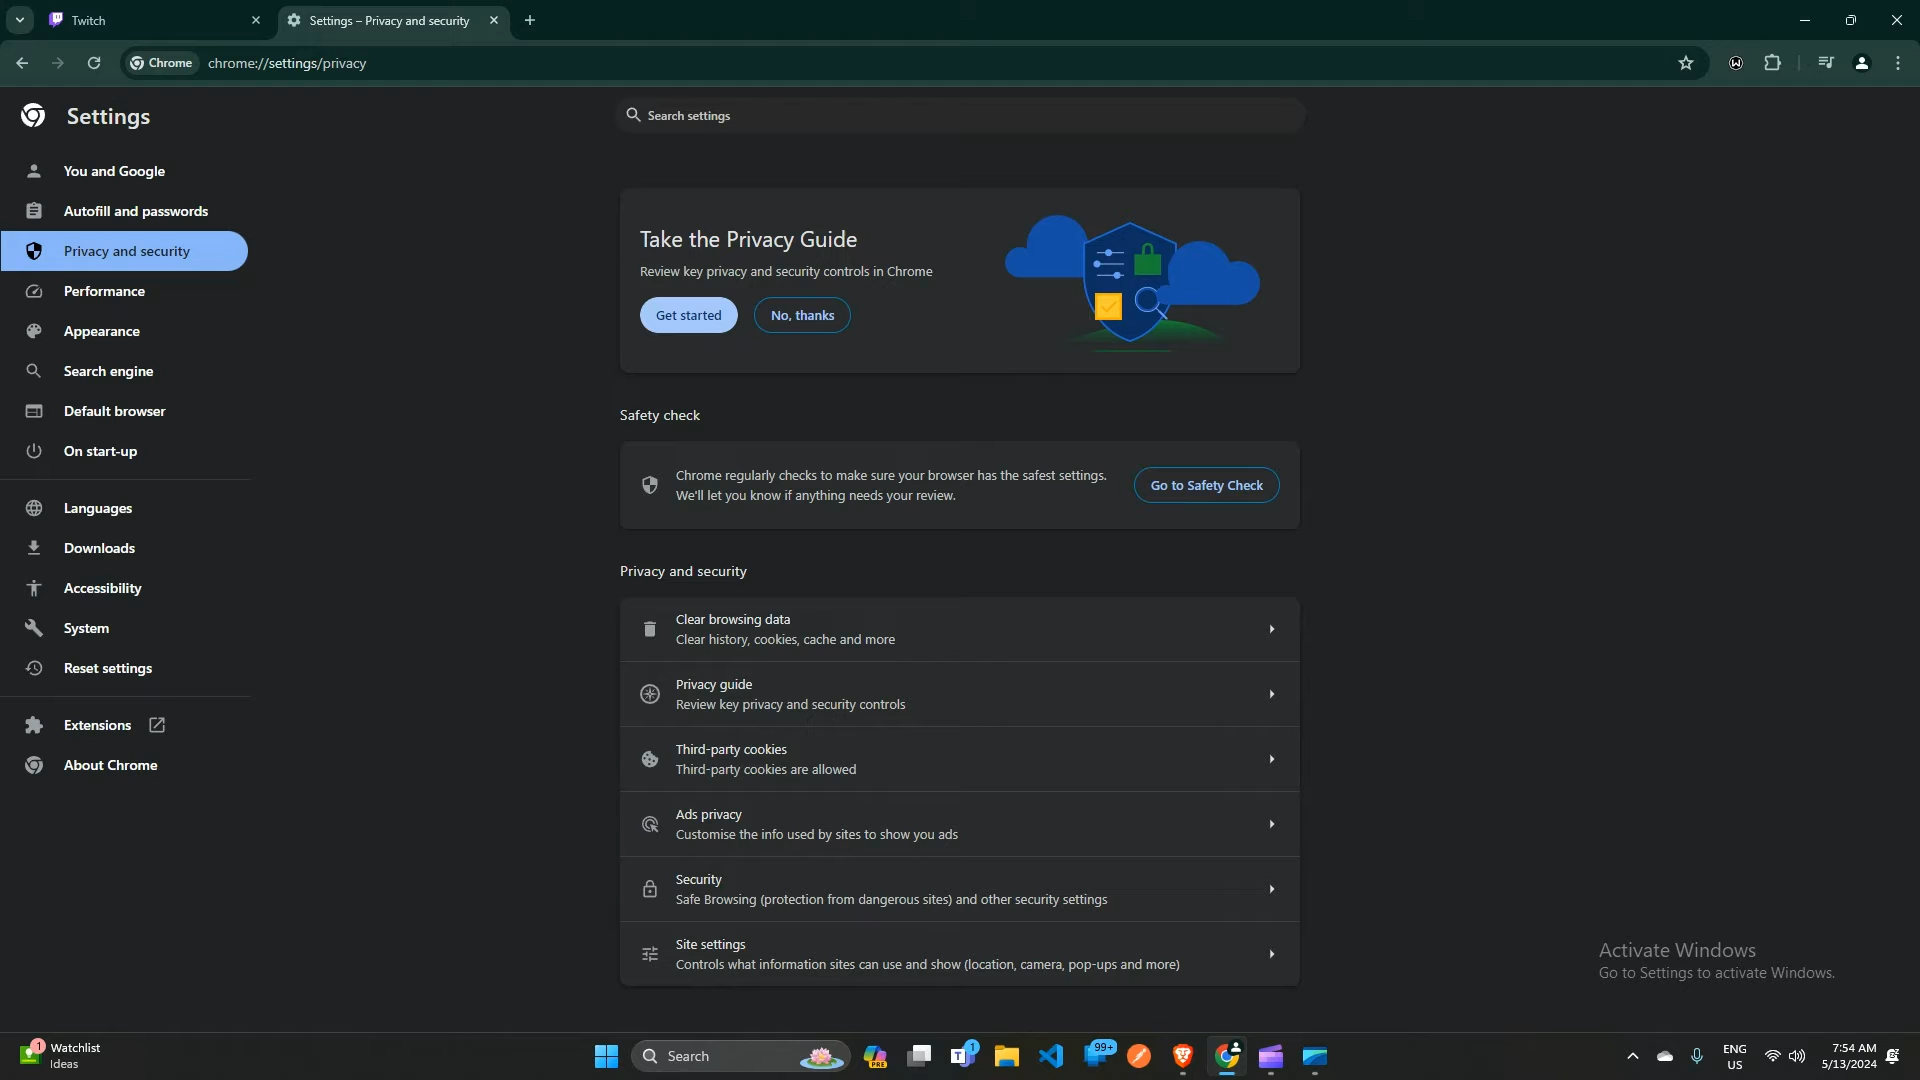 Twitch
Settings – Privacy and security
Chrome
chrome://settings/privacy
Settings
Search settings
You and Google
Autofill and passwords
Privacy and security
Performance
Appearance
Search engine
Default browser
On start-up
Languages
Downloads
Accessibility
System
Reset settings
Extensions
About Chrome
Take the Privacy Guide
Review key privacy and security controls in Chrome
Get started
No, thanks
Safety check
Chrome regularly checks to make sure your browser has the safest settings.
We'll let you know if anything needs your review.
Go to Safety Check
Privacy and security
Clear browsing data
Clear history, cookies, cache and more
Privacy guide
Review key privacy and security controls
Third-party cookies
Third-party cookies are allowed
Ads privacy
Customise the info used by sites to show you ads
Security
Safe Browsing (protection from dangerous sites) and other security settings
Site settings
Controls what information sites can use and show (location, camera, pop-ups and more)
Activate Windows
Go to Settings to activate Windows.
1
Watchlist
Ideas
Search
PRE
T
1
99+
ENG
US
7:54 AM
5/13/2024